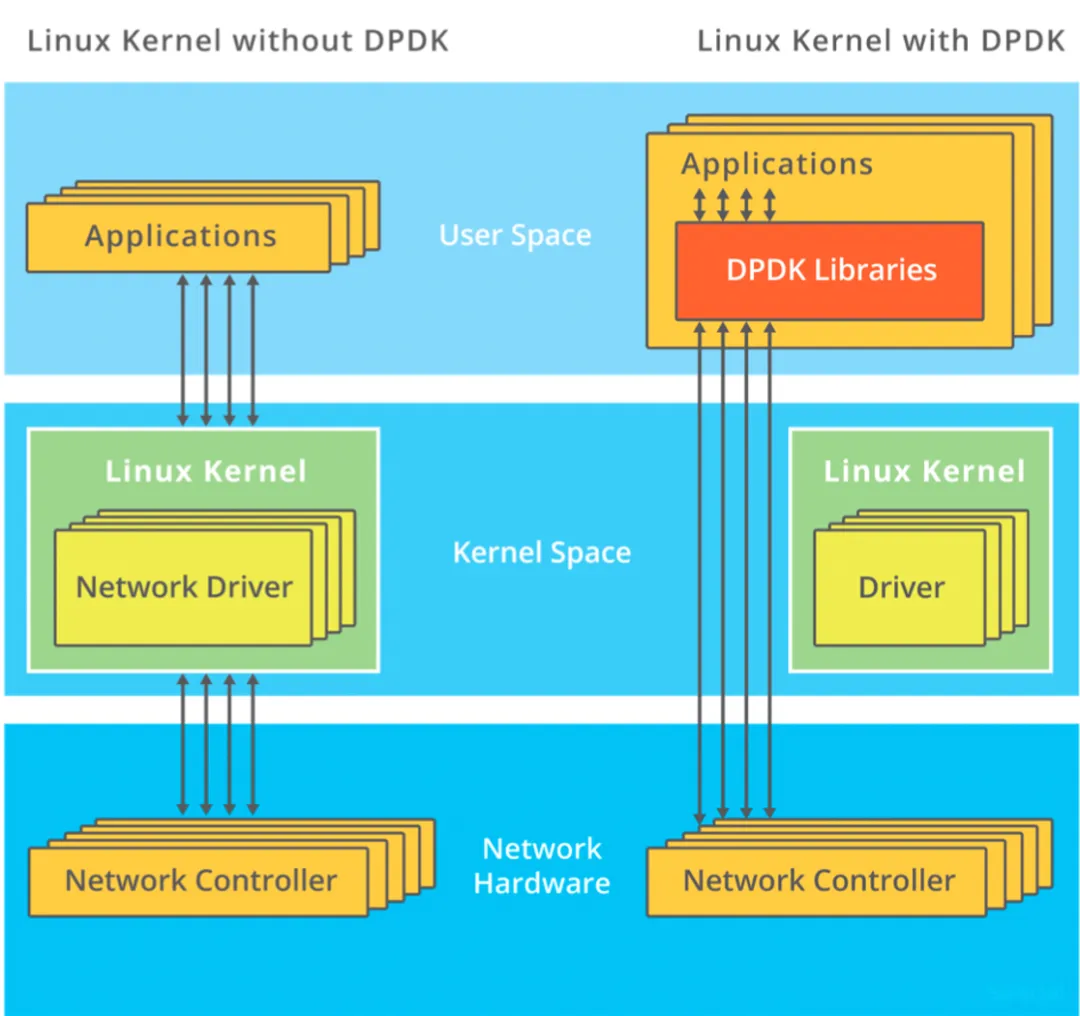 Linux Kernel without DPDK
Linux Kernel with DPDK
Applications
User Space
Applications
DPDK Libraries
Linux Kernel
Network Driver
Kernel Space
Linux Kernel
Driver
Network Controller
Network
Hardware
Network Controller